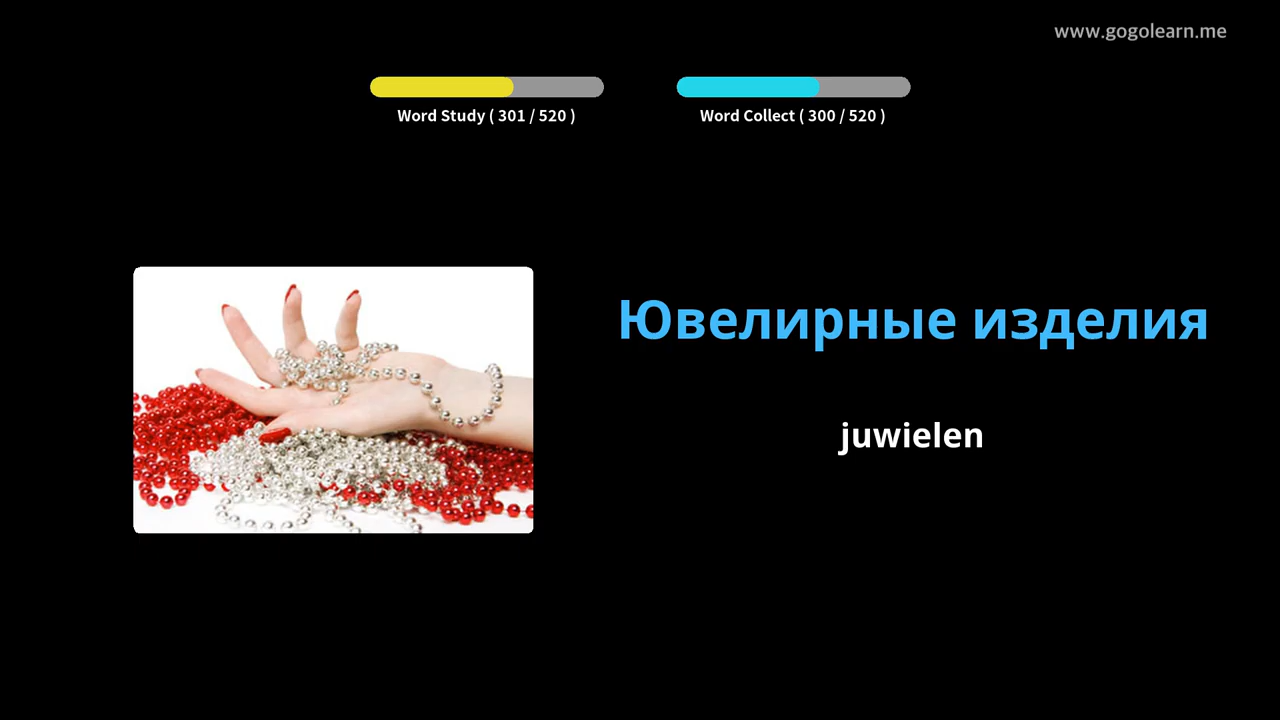 www.gogolearn.me
Word Study ( 301 / 520 )
Word Collect ( 300 / 520 )
Ювелирные изделия
juwielen